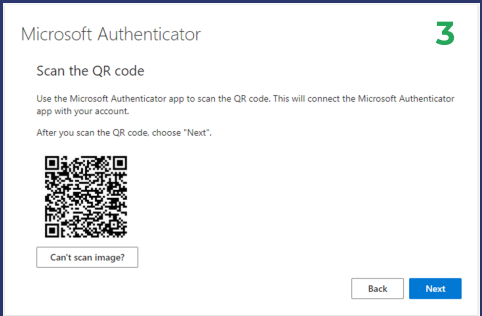 Microsoft Authenticator
3
Scan the QR code
Use the Microsoft Authenticator app to scan the QR code. This will connect the Microsoft Authenticator
app with your account.
After you scan the QR code, choose "Next".
Can't scan image?
Back
Next